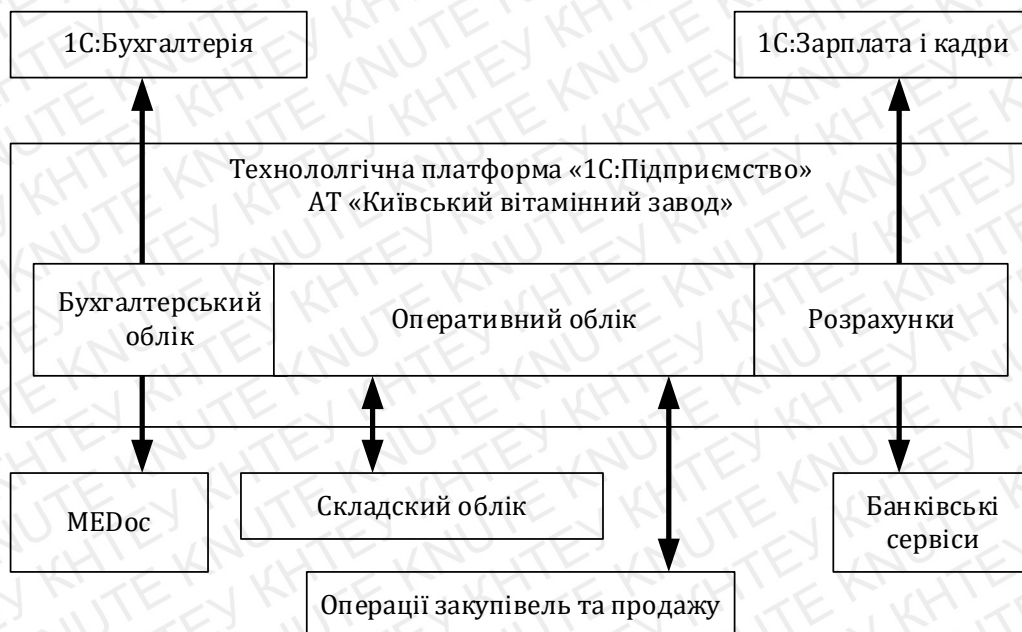 1С:Бухгалтерія
1С:Зарплата і кадри
Технололгічна платформа «1С:Підприємство»
АТ «Київський вітамінний завод»
Бухгалтерський
облік
Оперативний облік
Розрахунки
MEDoc
Складский облік
Банківські
сервіси
Операції закупівель та продажу